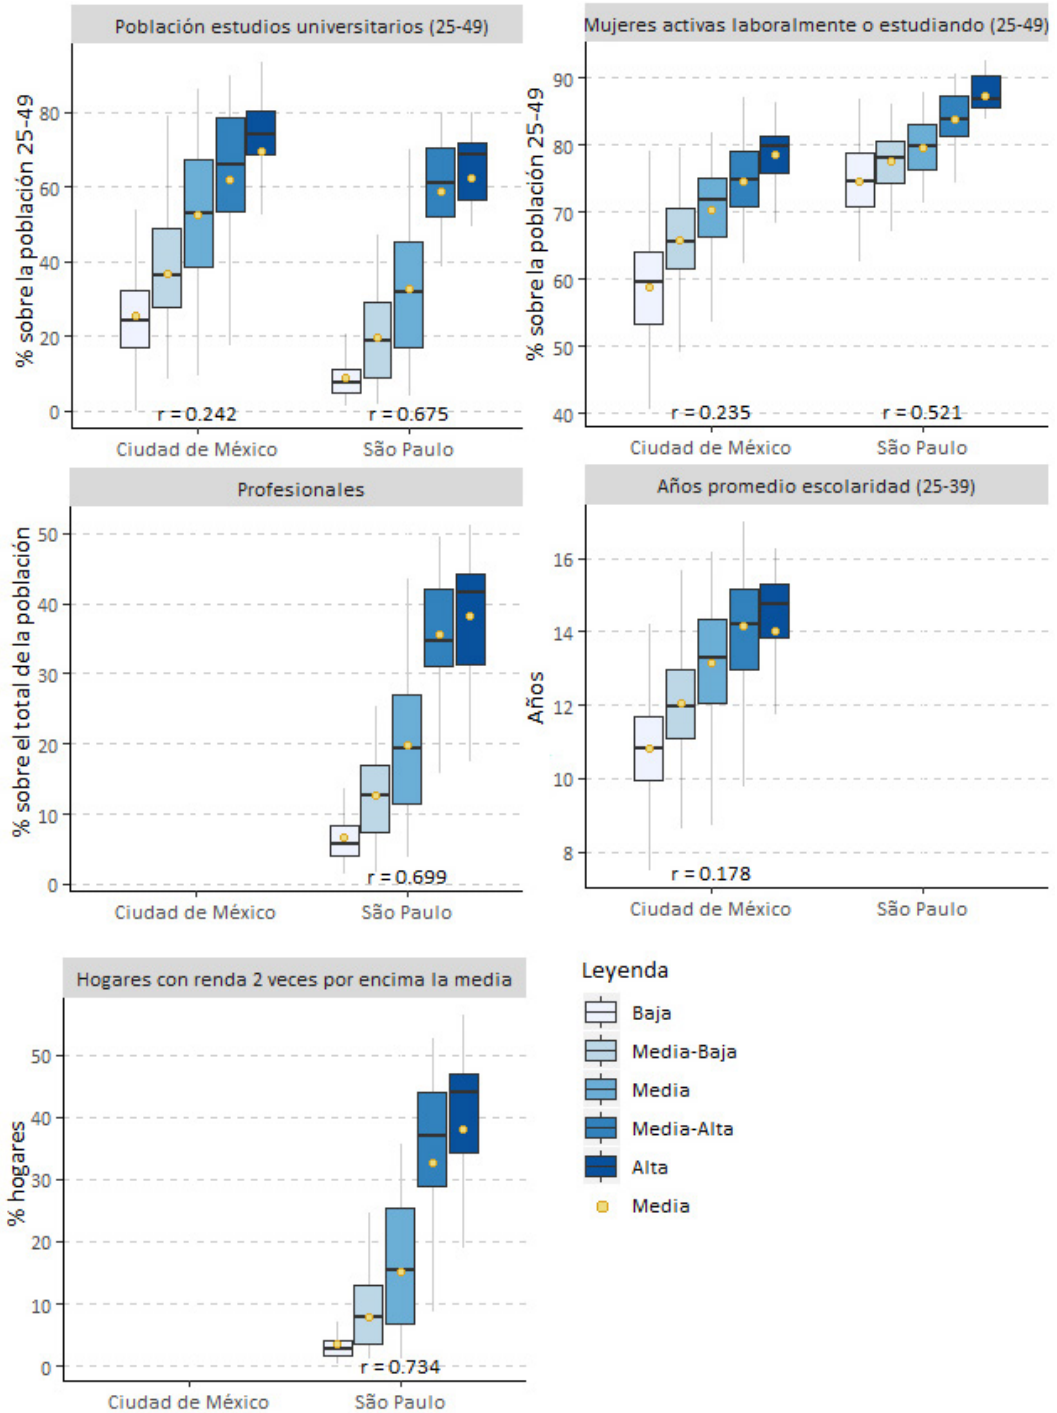 Población estudios universitarios (25-49)
% sobre la población 25-49
80
60
40
20
0
r = 0.242
r = 0.675
Ciudad de México
São Paulo
Mujeres activas laboralmente o estudiando (25-49)
% sobre la población 25-49
90
80
70
60
50
40
r = 0.235
r = 0.521
Ciudad de México
São Paulo
Profesionales
% sobre el total de la población
50
40
30
20
10
0
r = 0.699
Ciudad de México
São Paulo
Años promedio escolaridad (25-39)
Años
16
14
12
10
8
r = 0.178
Ciudad de México
São Paulo
Hogares con renda 2 veces por encima la media
% hogares
50
40
30
20
10
0
r = 0.734
Ciudad de México
São Paulo
Leyenda
Baja
Media-Baja
Media
Media-Alta
Alta
Media